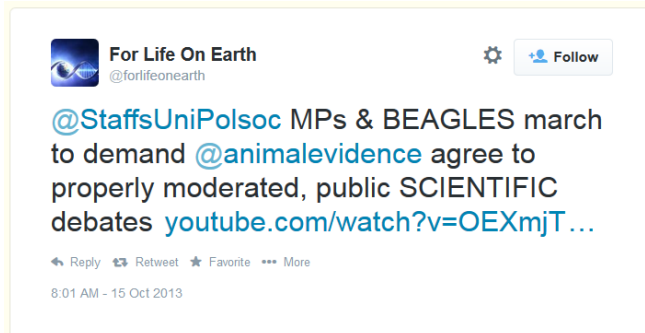 For Life On Earth
@forlifeonearth
Follow
@StaffsUniPolsoc MPs & BEAGLES march
to demand @animalevidence agree to
properly moderated, public SCIENTIFIC
debates youtube.com/watch?v=OEXmjT…
Reply Retweet Favorite More
8:01 AM - 15 Oct 2013